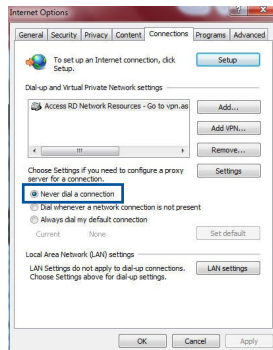 Internet Options
General Security Privacy Content Connections Programs Advanced
To set up an Internet connection, click
Setup.
Setup
Dial-up and Virtual Private Network settings
Access RD Network Resources - Go to vpn.as
Add...
Add VPN...
Remove...
Choose Settings if you need to configure a proxy
server for a connection.
Settings
Never dial a connection
Dial whenever a network connection is not present
Always dial my default connection
Current None
Set default
Local Area Network (LAN) settings
LAN Settings do not apply to dial-up connections.
Choose Settings above for dial-up settings.
LAN settings
OK Cancel Apply